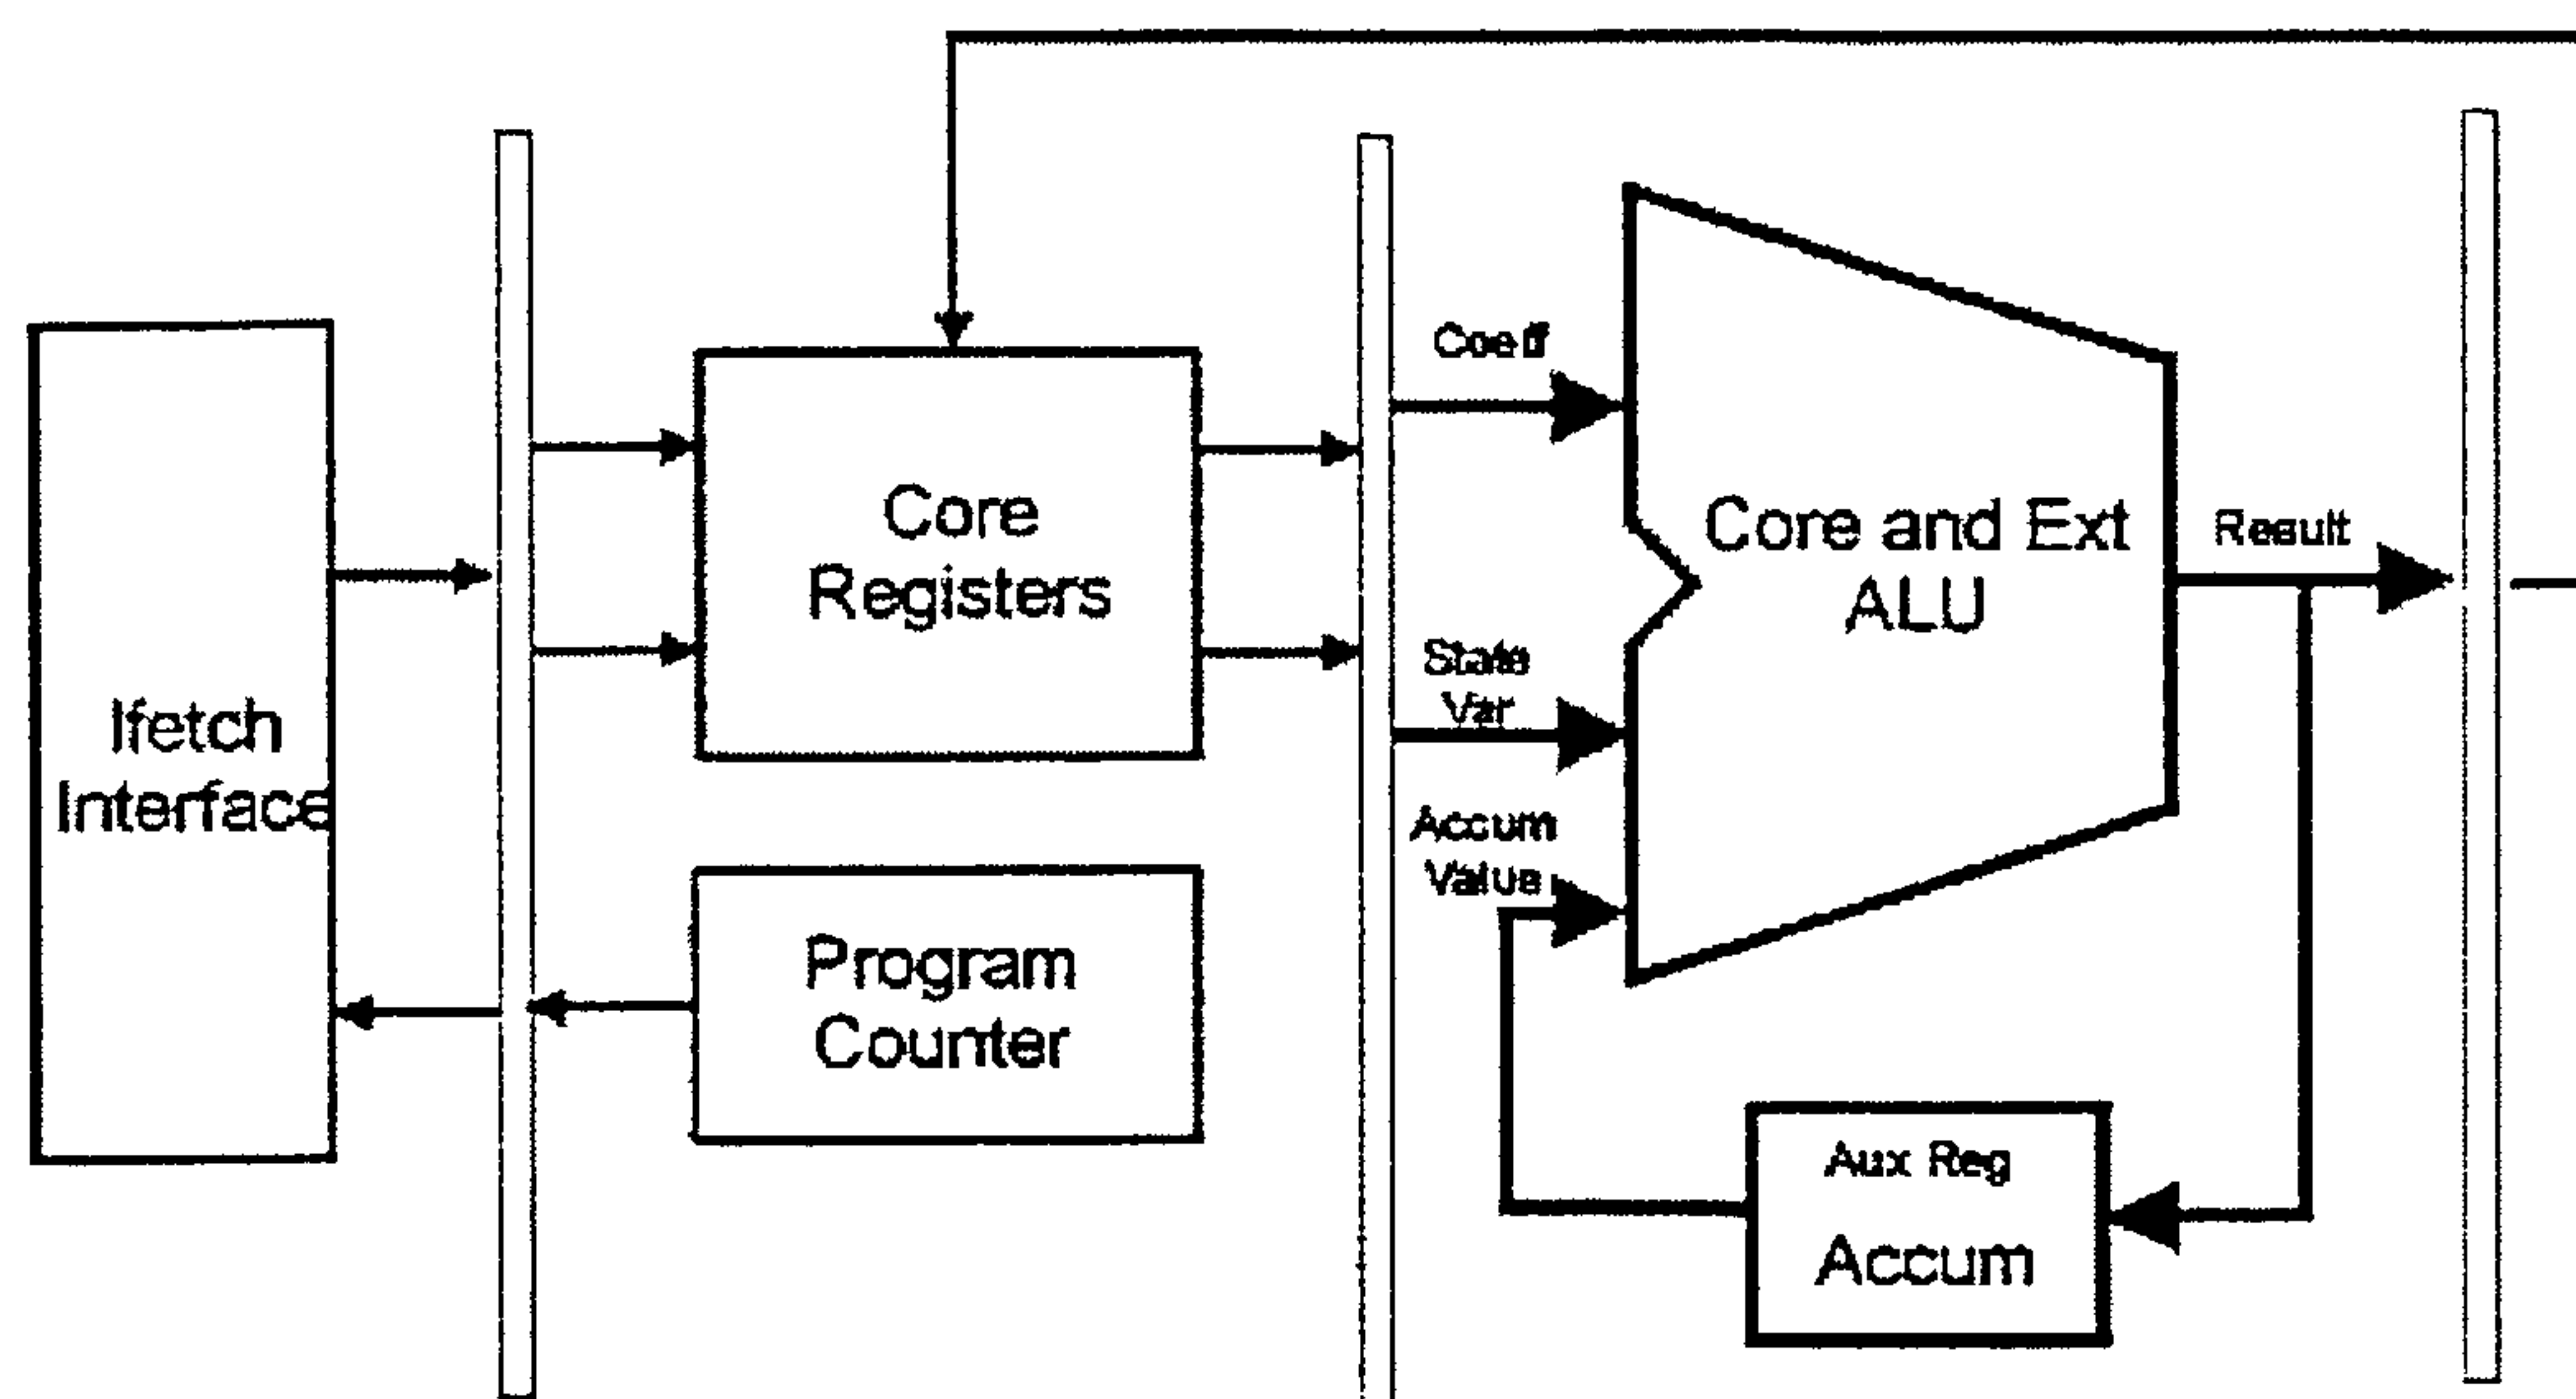 Ifetch
Interface
Core
Registers
Program
Counter
Coeff
State
Var
Accum
Value
Core and Ext
ALU
Result
Aux Reg
Accum